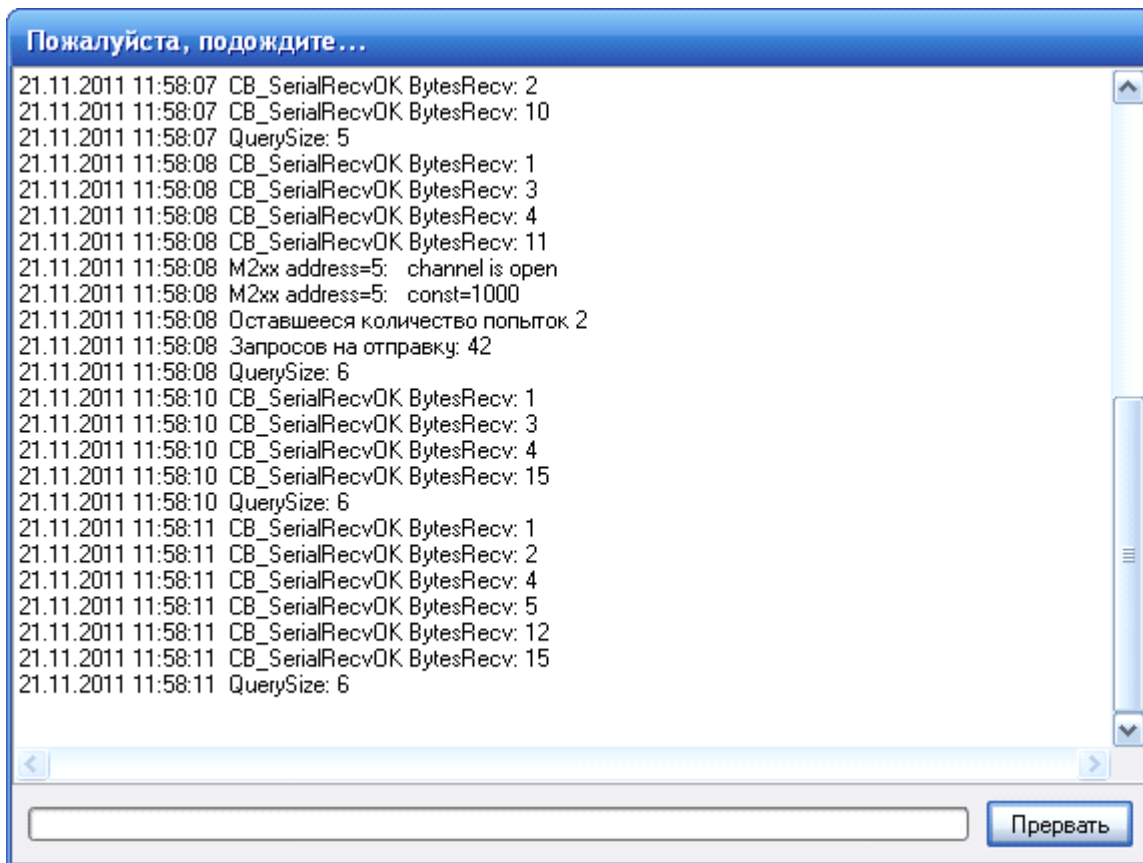 Пожалуйста, подождите...
21.11.2011 11:58:07 CB_SerialRecvOK BytesRecv: 2
21.11.2011 11:58:07 CB_SerialRecvOK BytesRecv: 10
21.11.2011 11:58:07 QuerySize: 5
21.11.2011 11:58:08 CB_SerialRecvOK BytesRecv: 1
21.11.2011 11:58:08 CB_SerialRecvOK BytesRecv: 3
21.11.2011 11:58:08 CB_SerialRecvOK BytesRecv: 4
21.11.2011 11:58:08 CB_SerialRecvOK BytesRecv: 11
21.11.2011 11:58:08 M2xx address=5: channel is open
21.11.2011 11:58:08 M2xx address=5: const=1000
21.11.2011 11:58:08 Оставшееся количество попыток 2
21.11.2011 11:58:08 Запросов на отправку: 42
21.11.2011 11:58:08 QuerySize: 6
21.11.2011 11:58:10 CB_SerialRecvOK BytesRecv: 1
21.11.2011 11:58:10 CB_SerialRecvOK BytesRecv: 3
21.11.2011 11:58:10 CB_SerialRecvOK BytesRecv: 4
21.11.2011 11:58:10 CB_SerialRecvOK BytesRecv: 15
21.11.2011 11:58:10 QuerySize: 6
21.11.2011 11:58:11 CB_SerialRecvOK BytesRecv: 1
21.11.2011 11:58:11 CB_SerialRecvOK BytesRecv: 2
21.11.2011 11:58:11 CB_SerialRecvOK BytesRecv: 4
21.11.2011 11:58:11 CB_SerialRecvOK BytesRecv: 5
21.11.2011 11:58:11 CB_SerialRecvOK BytesRecv: 12
21.11.2011 11:58:11 CB_SerialRecvOK BytesRecv: 15
21.11.2011 11:58:11 QuerySize: 6
Прервать